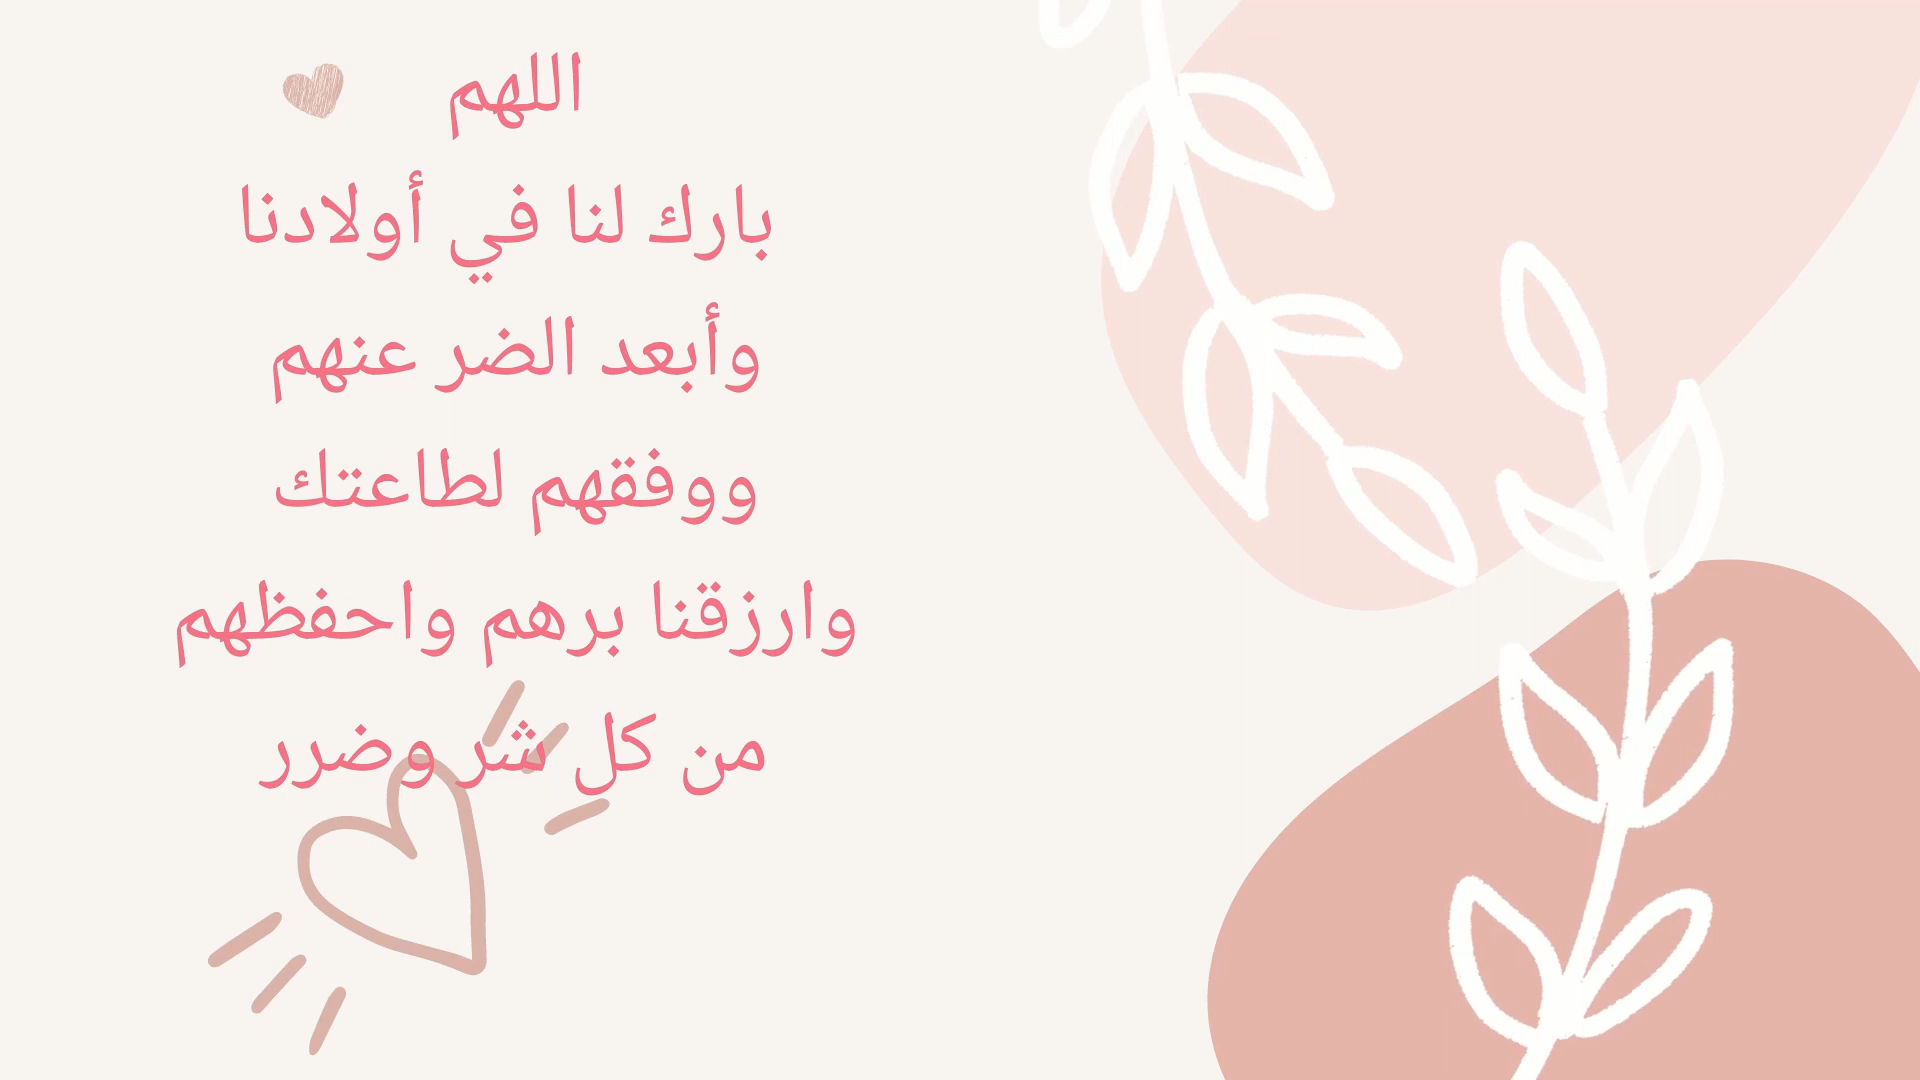 اللهم
بارك لنا في أولادنا
وأبعد الضر عنهم
ووفقهم لطاعتك
وارزقنا برهم واحفظهم
من كل شر وضرر